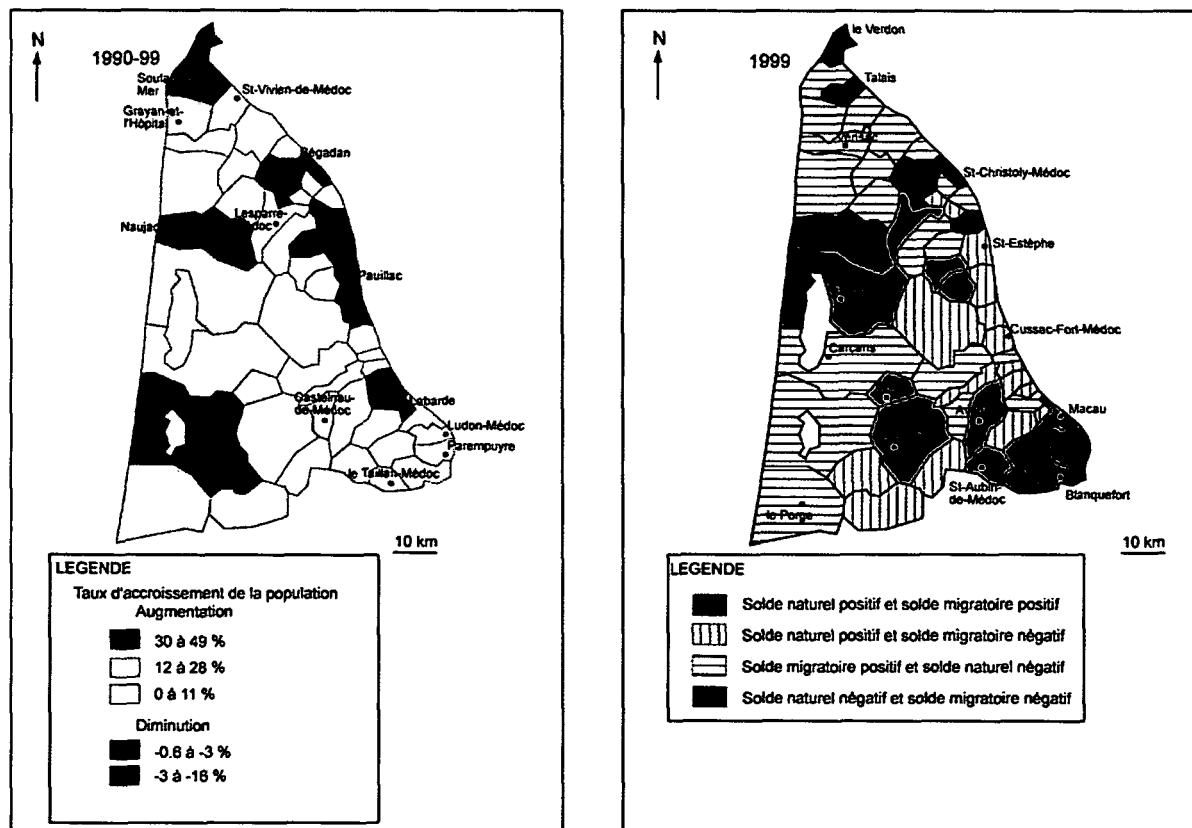 N
1990-99
Mer
St-Vivien-de-Médoc
Grayan-et-
l'Hôpital
Bégadan
Lesparre-
Naujac
Pauillac
Castelnau-
de-Médoc
Labarde
Ludon-Médoc
Parempuyre
le Taillan-Médoc
10 km
LEGENDE
Taux d'accroissement de la population
Augmentation
30 à 49 %
12 à 28 %
0 à 11 %
Diminution
-0.6 à -3 %
-3 à -16 %
N
1999
le Verdon
Talais
St-Christoly-Médoc
St-Estèphe
Cussac-Fort-Médoc
Carcans
Macau
St-Aubin-
de-Médoc
Blanquefort
le Porge
10 km
LEGENDE
Solde naturel positif et solde migratoire positif
Solde naturel positif et solde migratoire négatif
Solde migratoire positif et solde naturel négatif
Solde naturel négatif et solde migratoire négatif